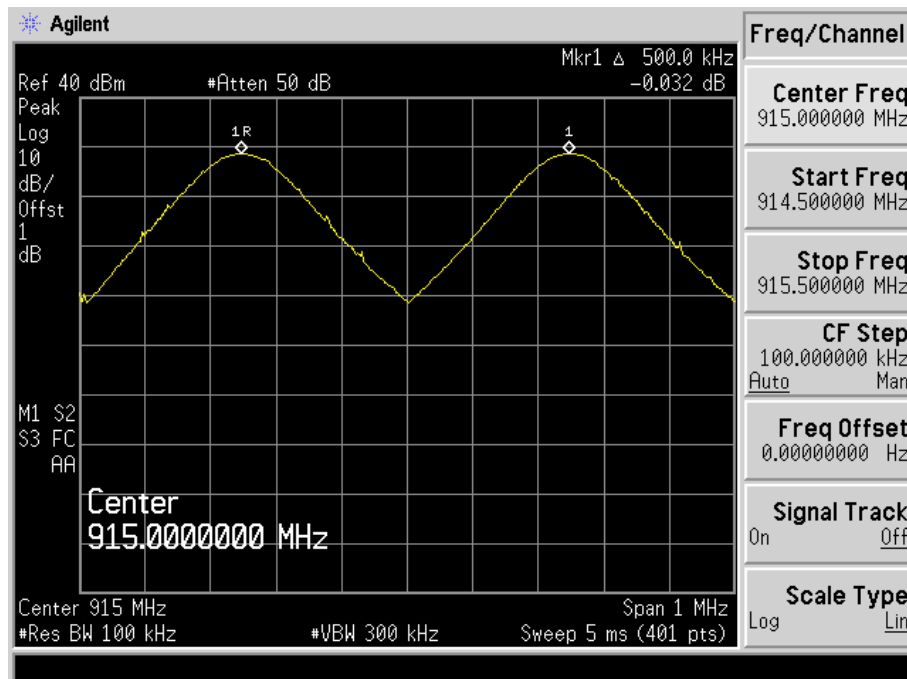 Agilent
Freq/Channel
Mkr1 Δ 500.0 kHz
Ref 40 dBm #Atten 50 dB -0.032 dB
Peak
Log
10
dB/
Offst
1
dB
1R
1
M1 S2
S3 FC
AA
Center
915.0000000 MHz
Center 915 MHz Span 1 MHz
#Res BW 100 kHz #VBW 300 kHz Sweep 5 ms (401 pts)
Center Freq
915.000000 MHz
Start Freq
914.500000 MHz
Stop Freq
915.500000 MHz
CF Step
100.000000 kHz
Auto Man
Freq Offset
0.00000000 Hz
Signal Track
On Off
Scale Type
Log Lin